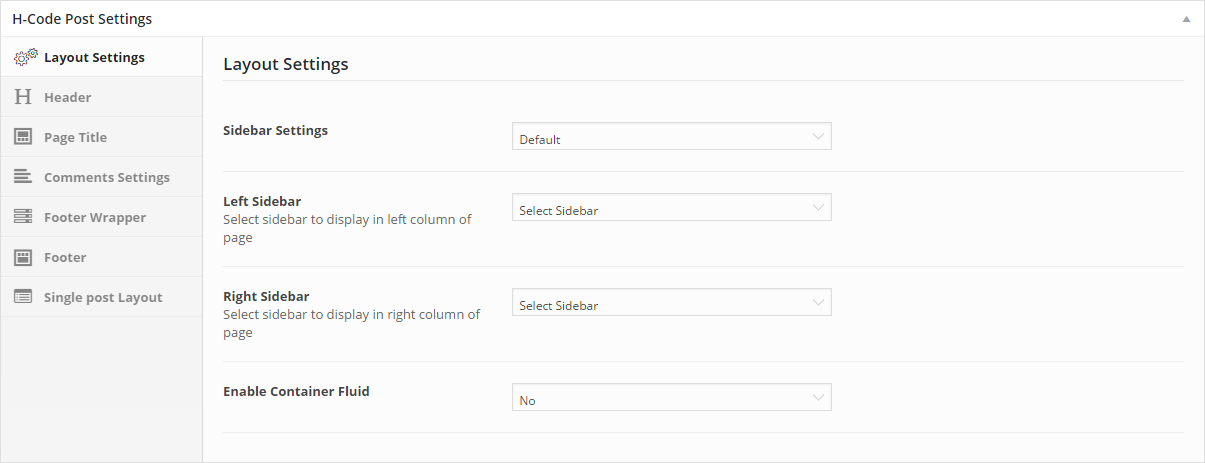 H-Code Post Settings
Layout Settings
Header
Page Title
Comments Settings
Footer Wrapper
Footer
Single post Layout
Layout Settings
Sidebar Settings
Default
Left Sidebar
Select sidebar to display in left column of
page
Select Sidebar
Right Sidebar
Select sidebar to display in right column of
page
Select Sidebar
Enable Container Fluid
No